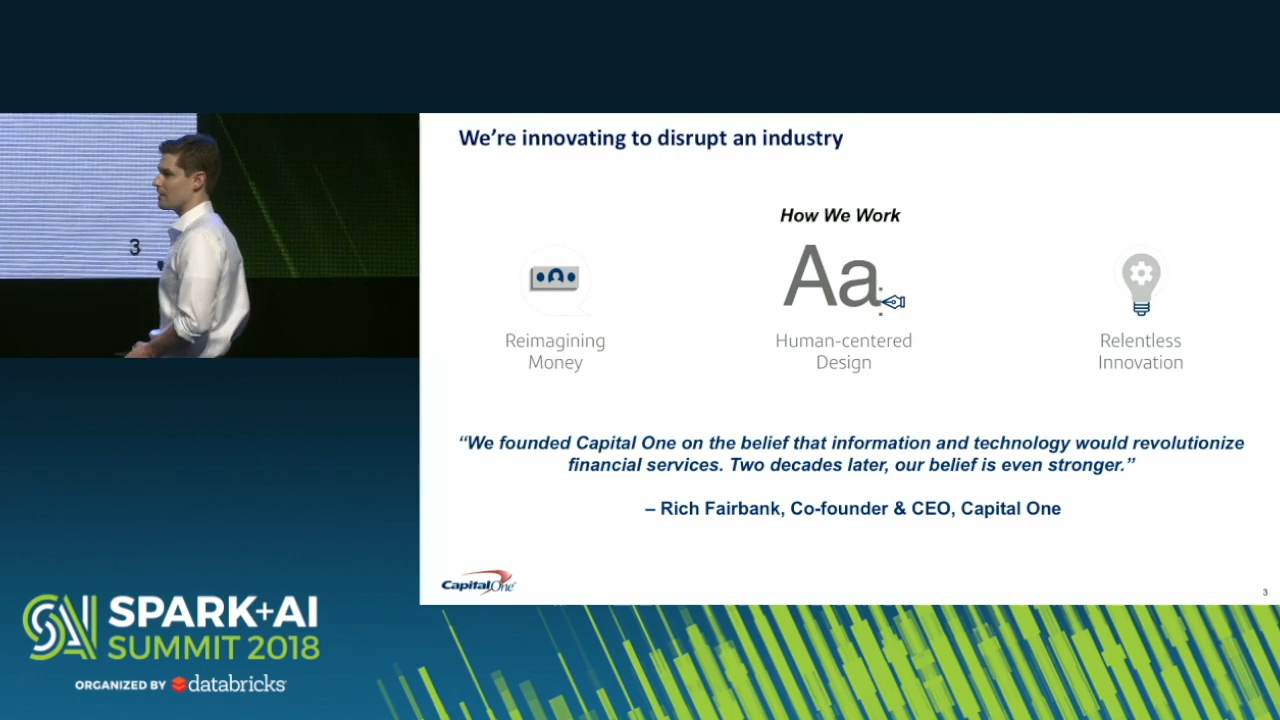 We're innovating to disrupt an industry
How We Work
Aa
Reimagining
Money
Human-centered
Design
Relentless
Innovation
“We founded Capital One on the belief that information and technology would revolutionize
financial services. Two decades later, our belief is even stronger.”
– Rich Fairbank, Co-founder & CEO, Capital One
CapitalOne
3
3
SPARK+AI
SUMMIT 2018
ORGANIZED BY databricks